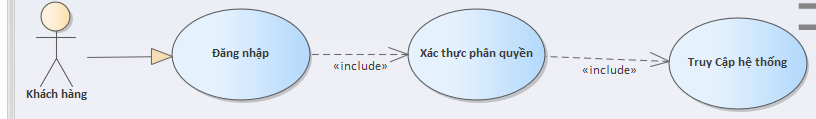 Khách hàng
Đăng nhập
«include»
Xác thực phân quyền
«include»
Truy Cập hệ thống